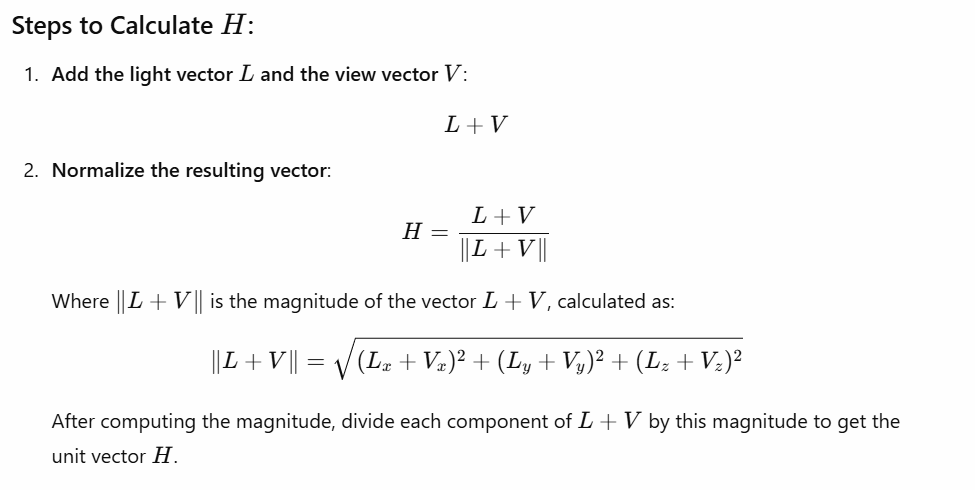 Steps to Calculate H:
1. Add the light vector L and the view vector V:
L + V
2. Normalize the resulting vector:
H = \frac{L + V}{\|L + V\|}
Where ‖L + V‖ is the magnitude of the vector L + V, calculated as:
\|L + V\| = \sqrt{(L_x + V_x)^2 + (L_y + V_y)^2 + (L_z + V_z)^2}
After computing the magnitude, divide each component of L + V by this magnitude to get the
unit vector H.